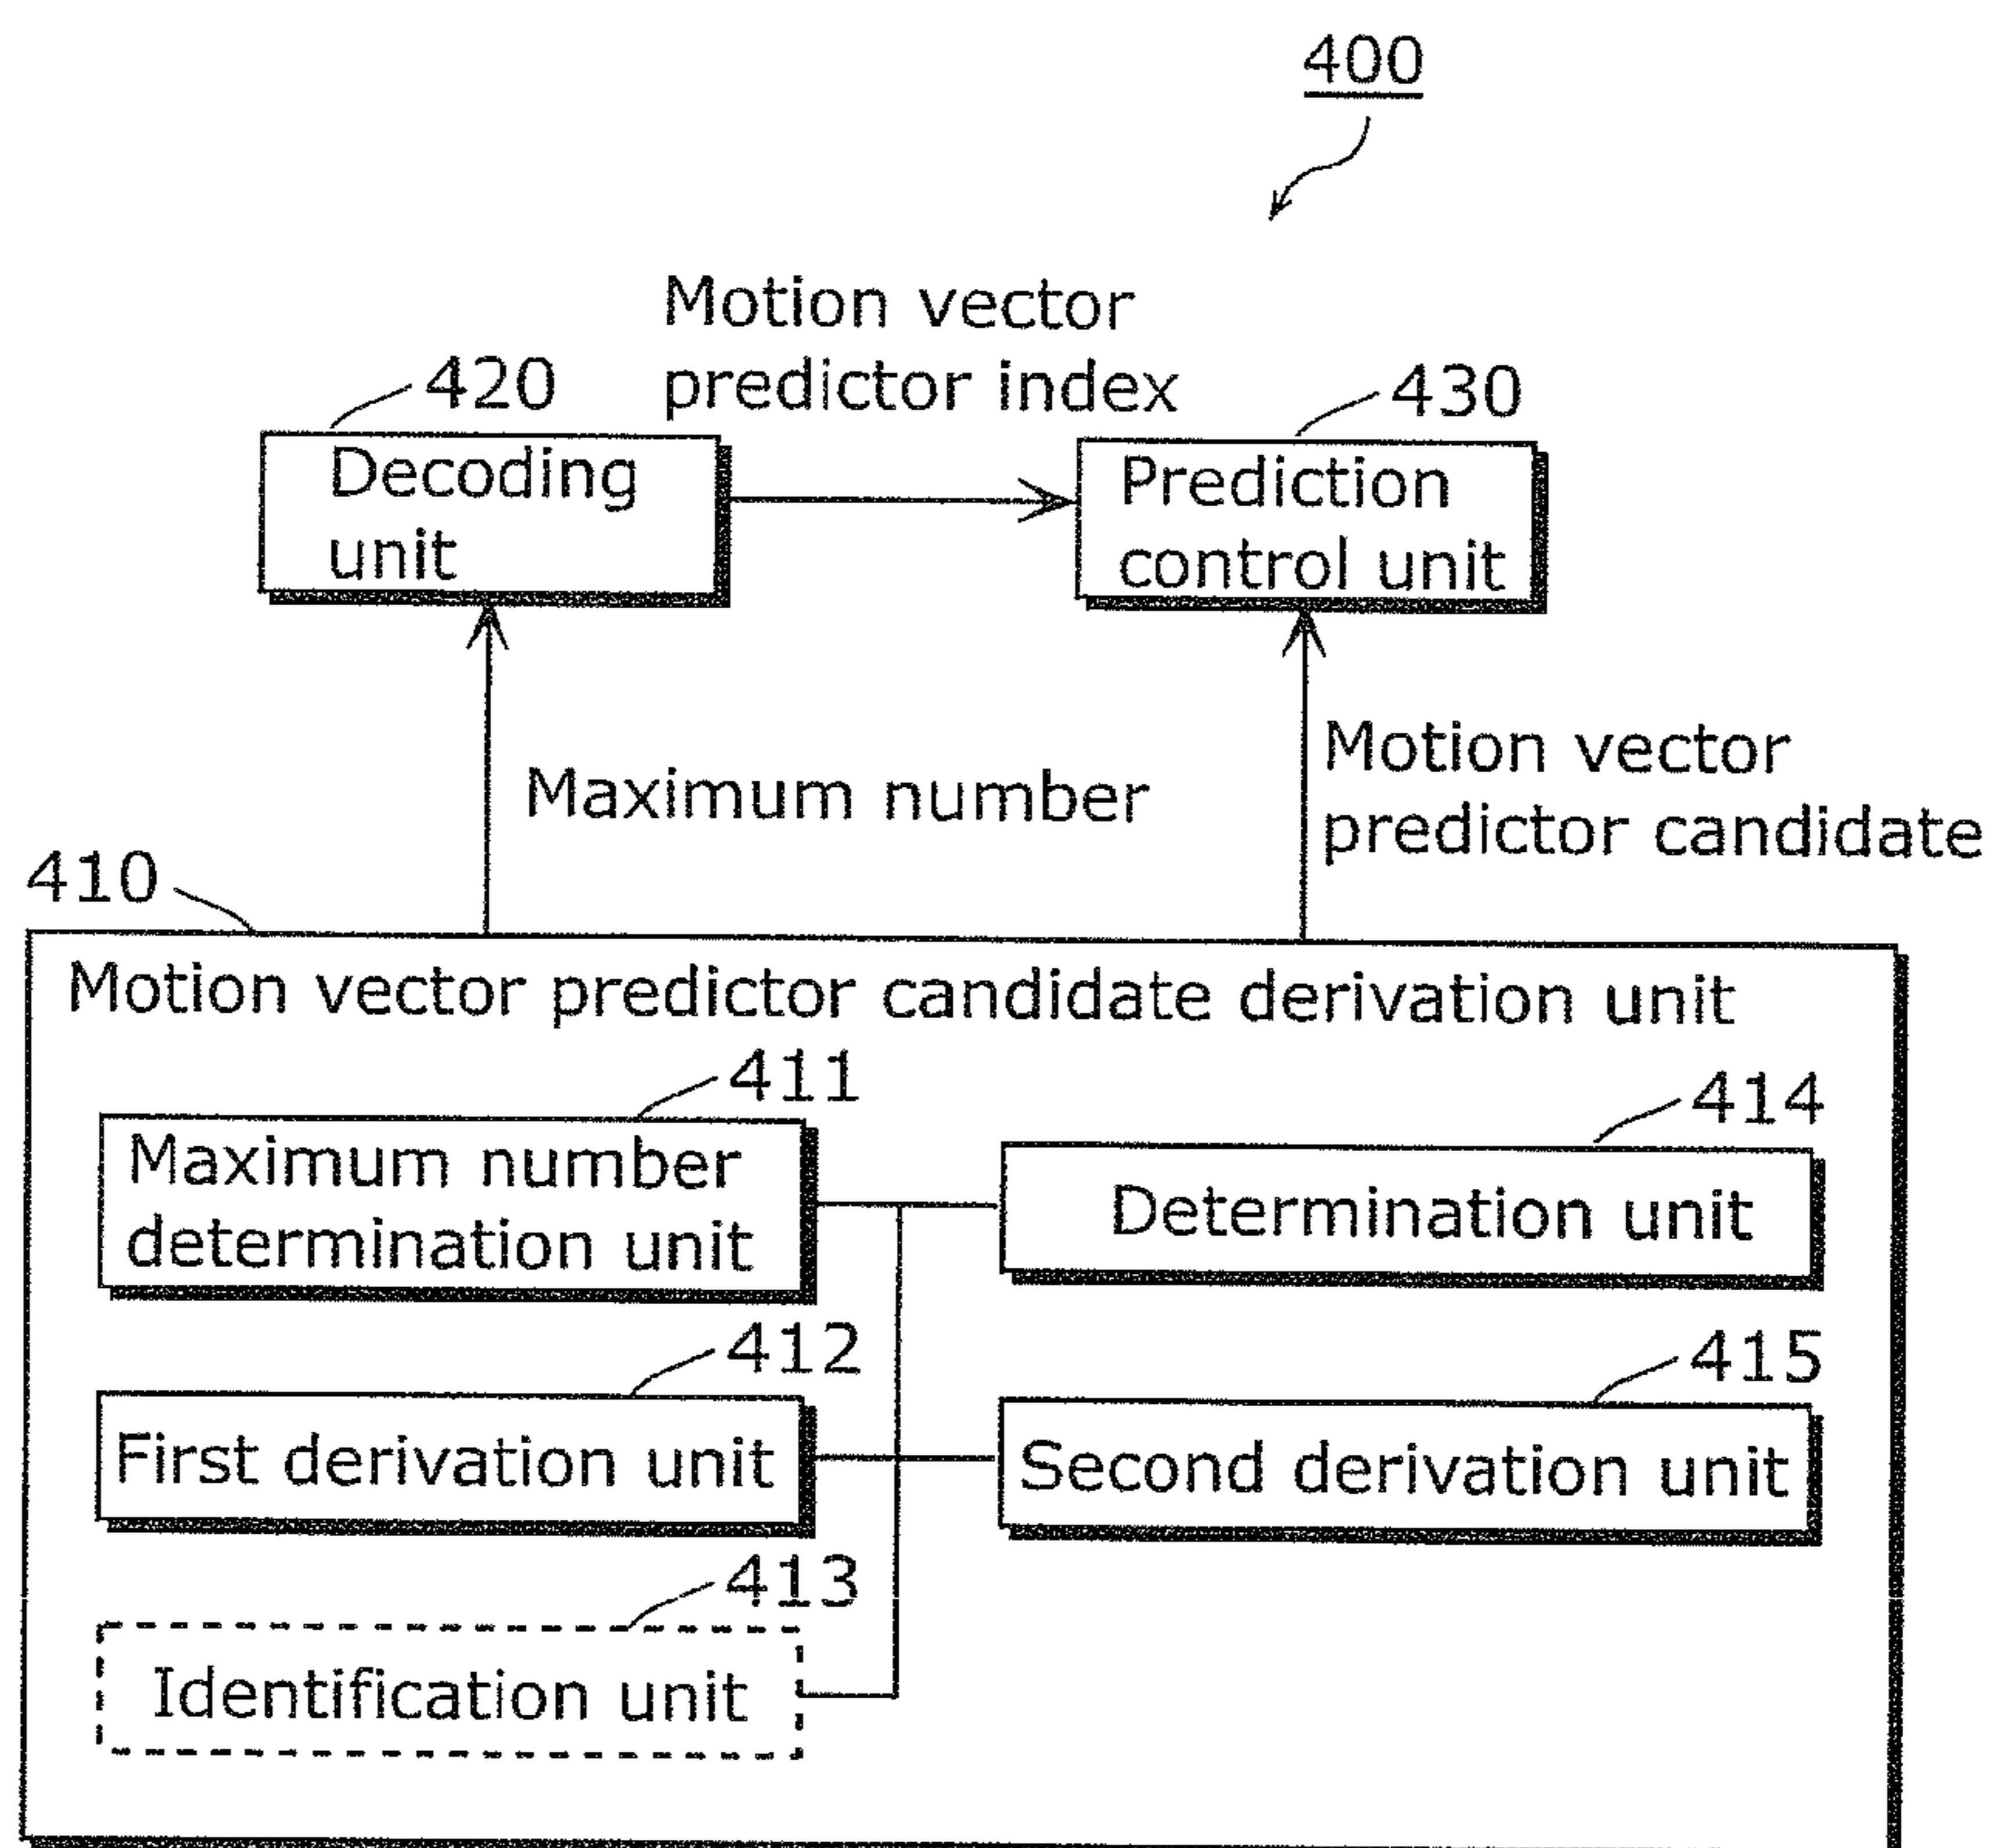 400
Motion vector
predictor index
420
430
Decoding
unit
Prediction
control unit
Maximum number
Motion vector
predictor candidate
410
Motion vector predictor candidate derivation unit
411
414
Maximum number
determination unit
Determination unit
412
415
First derivation unit
Second derivation unit
413
Identification unit